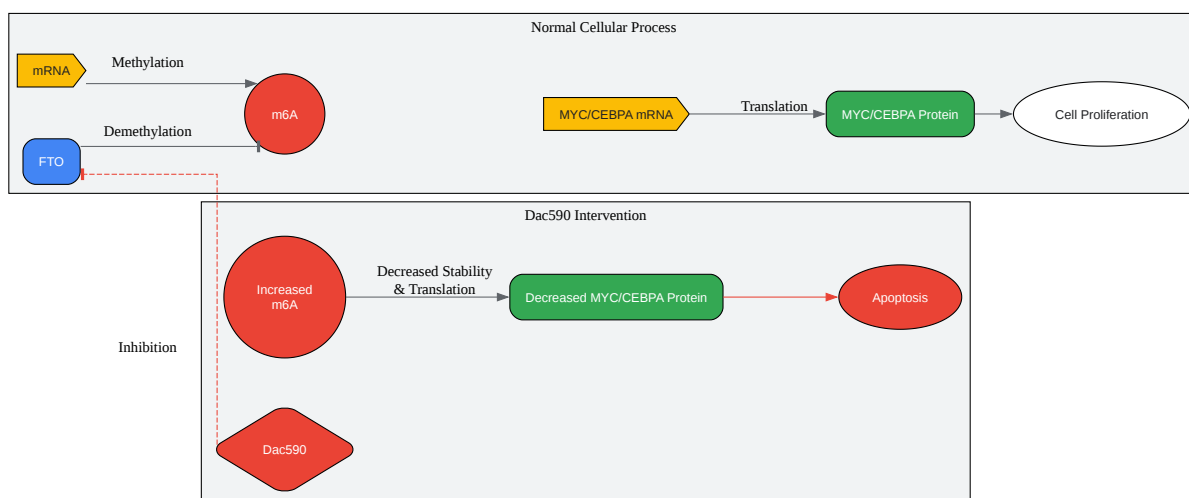 Normal Cellular Process
mRNA
Methylation
m6A
Demethylation
FTO
MYC/CEBPA mRNA
Translation
MYC/CEBPA Protein
Cell Proliferation
Dac590 Intervention
Increased
m6A
Decreased Stability
& Translation
Decreased MYC/CEBPA Protein
Apoptosis
Inhibition
Dac590